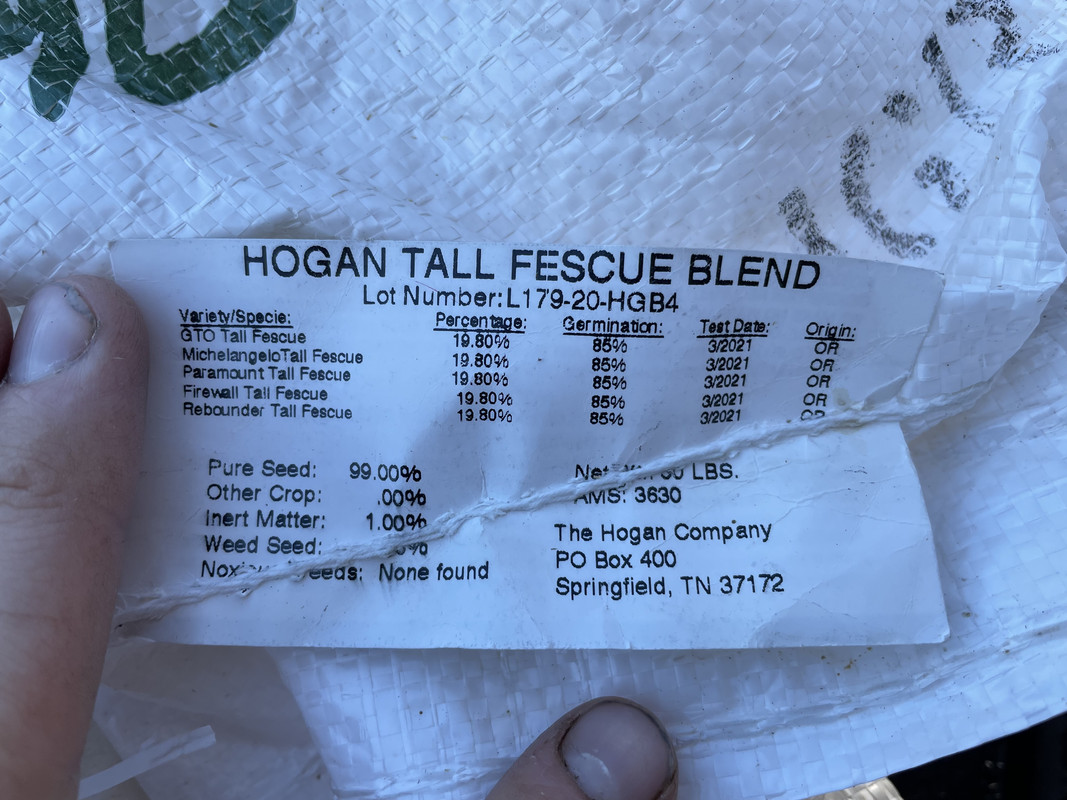 HOGAN TALL FESCUE BLEND
Lot Number: L179-20-HGB4
Variety/Specie: Percentage: Germination: Test Date: Origin:
GTO Tall Fescue 19.80% 85% 3/2021 OR
MichelangeloTall Fescue 19.80% 85% 3/2021 OR
Paramount Tall Fescue 19.80% 85% 3/2021 OR
Firewall Tall Fescue 19.80% 85% 3/2021 OR
Rebounder Tall Fescue 19.80% 85% 3/2021 OR
Pure Seed: 99.00%
Other Crop: .00%
Inert Matter: 1.00%
Weed Seed:
None found
LBS.
AMS: 3630
The Hogan Company
PO Box 400
Springfield, TN 37172